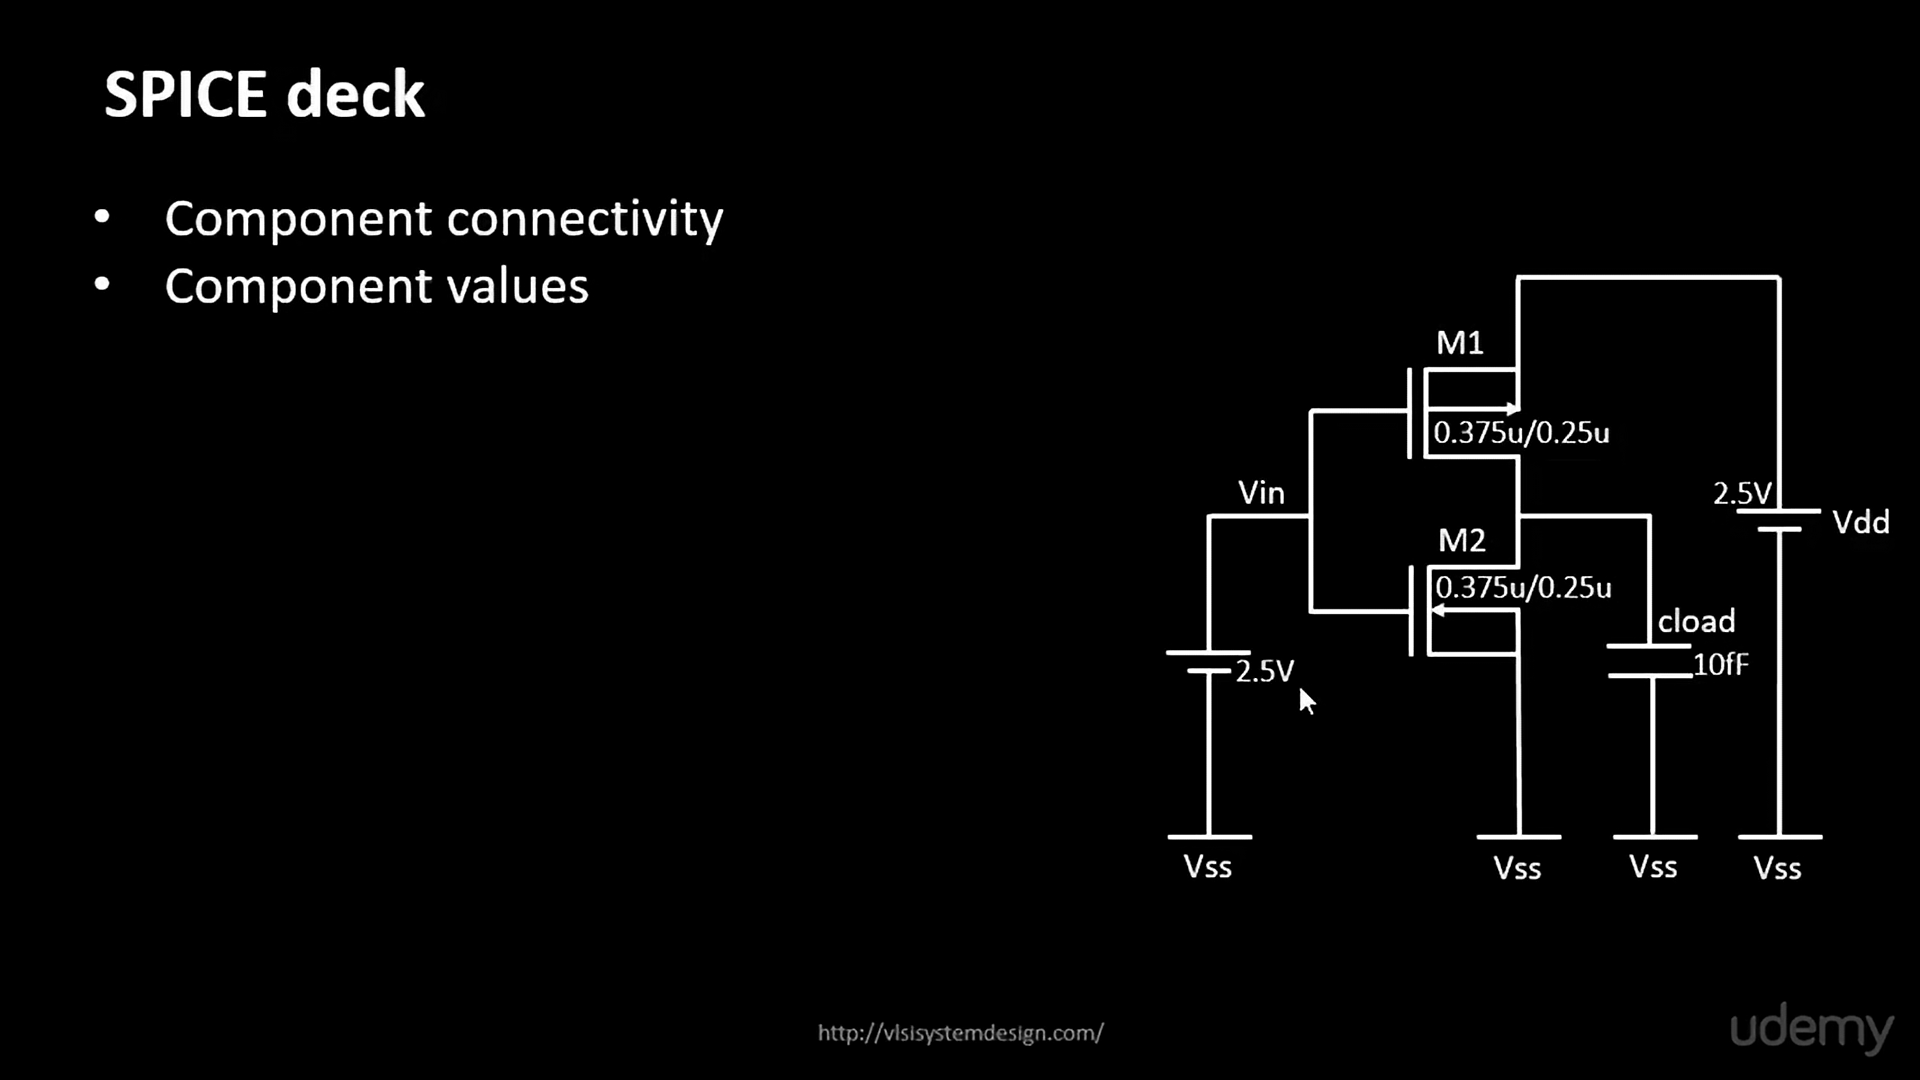 SPICE deck
• Component connectivity
• Component values
M1
0.375u/0.25u
Vin
2.5V
Vdd
M2
0.375u/0.25u
cload
10fF
2.5V
Vss
Vss
Vss
Vss
http://vlsisystemdesign.com/
udemy